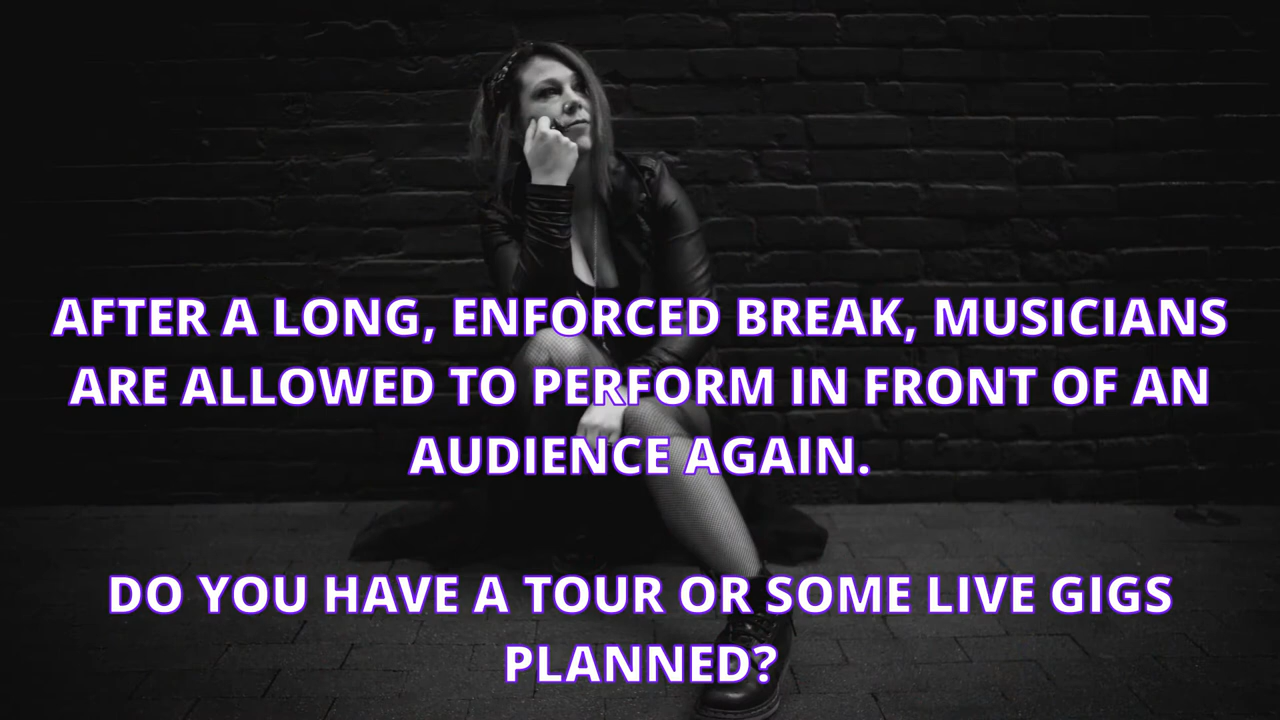 AFTER A LONG, ENFORCED BREAK, MUSICIANS
ARE ALLOWED TO PERFORM IN FRONT OF AN
AUDIENCE AGAIN.
DO YOU HAVE A TOUR OR SOME LIVE GIGS
PLANNED?